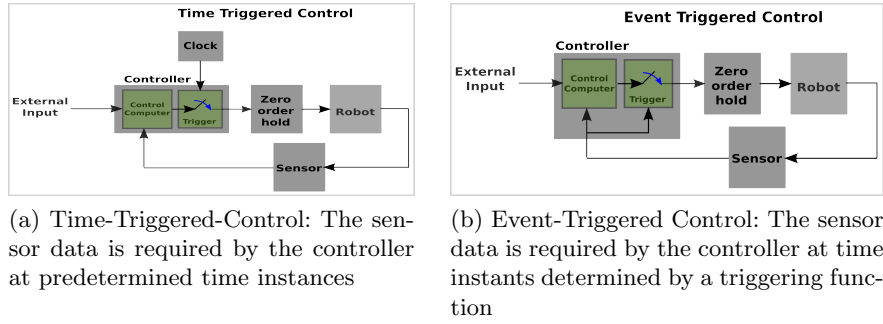 Time Triggered Control
Clock
Controller
External
Input
Control
Computer
Trigger
Zero
order
hold
Robot
Sensor
(a) Time-Triggered-Control: The sen-
sor data is required by the controller
at predetermined time instances
Event Triggered Control
Controller
External
Input
Control
Computer
Trigger
Zero
order
hold
Robot
Sensor
(b) Event-Triggered Control: The sensor
data is required by the controller at time
instants determined by a triggering func-
tion